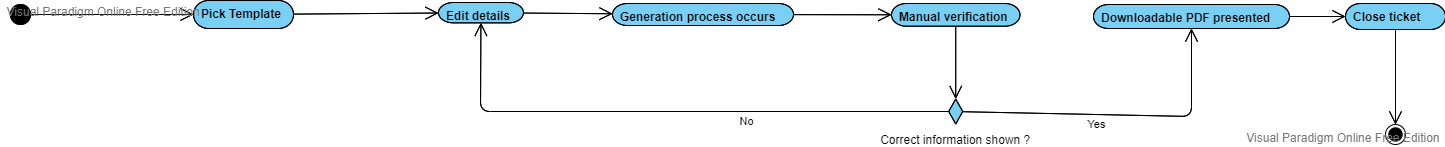 Visual Paradigm Online Free Edition
Pick Template
Edit details
Generation process occurs
Manual verification
Downloadable PDF presented
Close ticket
No
Yes
Correct information shown ?
Visual Paradigm Online Free Edition